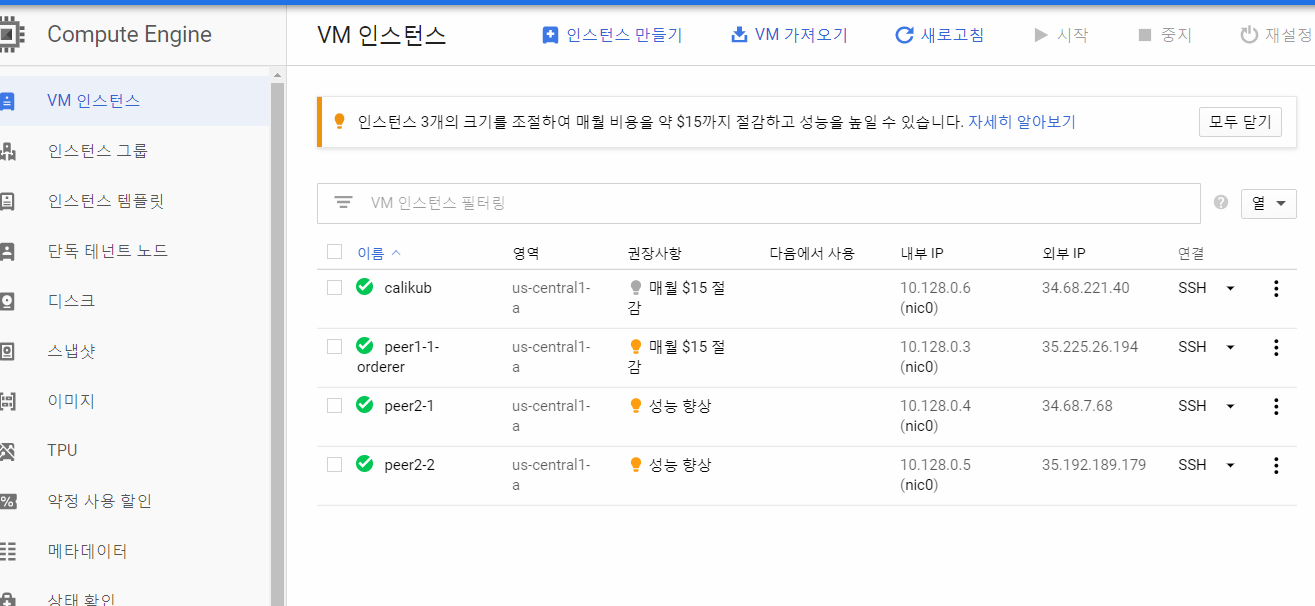 Compute Engine
VM 인스턴스
인스턴스 만들기
VM 가져오기
새로고침
시작
중지
재설정
VM 인스턴스
인스턴스 그룹
인스턴스 템플릿
단독 테넌트 노드
디스크
스냅샷
이미지
TPU
약정 사용 할인
메타데이터
상태 확인
인스턴스 3개의 크기를 조절하여 매월 비용을 약 $15까지 절감하고 성능을 높일 수 있습니다. 자세히 알아보기
모두 닫기
VM 인스턴스 필터링
열
이름 영역 권장사항 다음에서 사용 내부 IP 외부 IP 연결
calikub us-central1- 매월 $15 절 10.128.0.6 34.68.221.40 SSH
a 감 (nic0)
peer1-1- us-central1- 매월 $15 절 10.128.0.3 35.225.26.194 SSH
orderer a 감 (nic0)
peer2-1 us-central1- 성능 향상 10.128.0.4 34.68.7.68 SSH
a (nic0)
peer2-2 us-central1- 성능 향상 10.128.0.5 35.192.189.179 SSH
a (nic0)